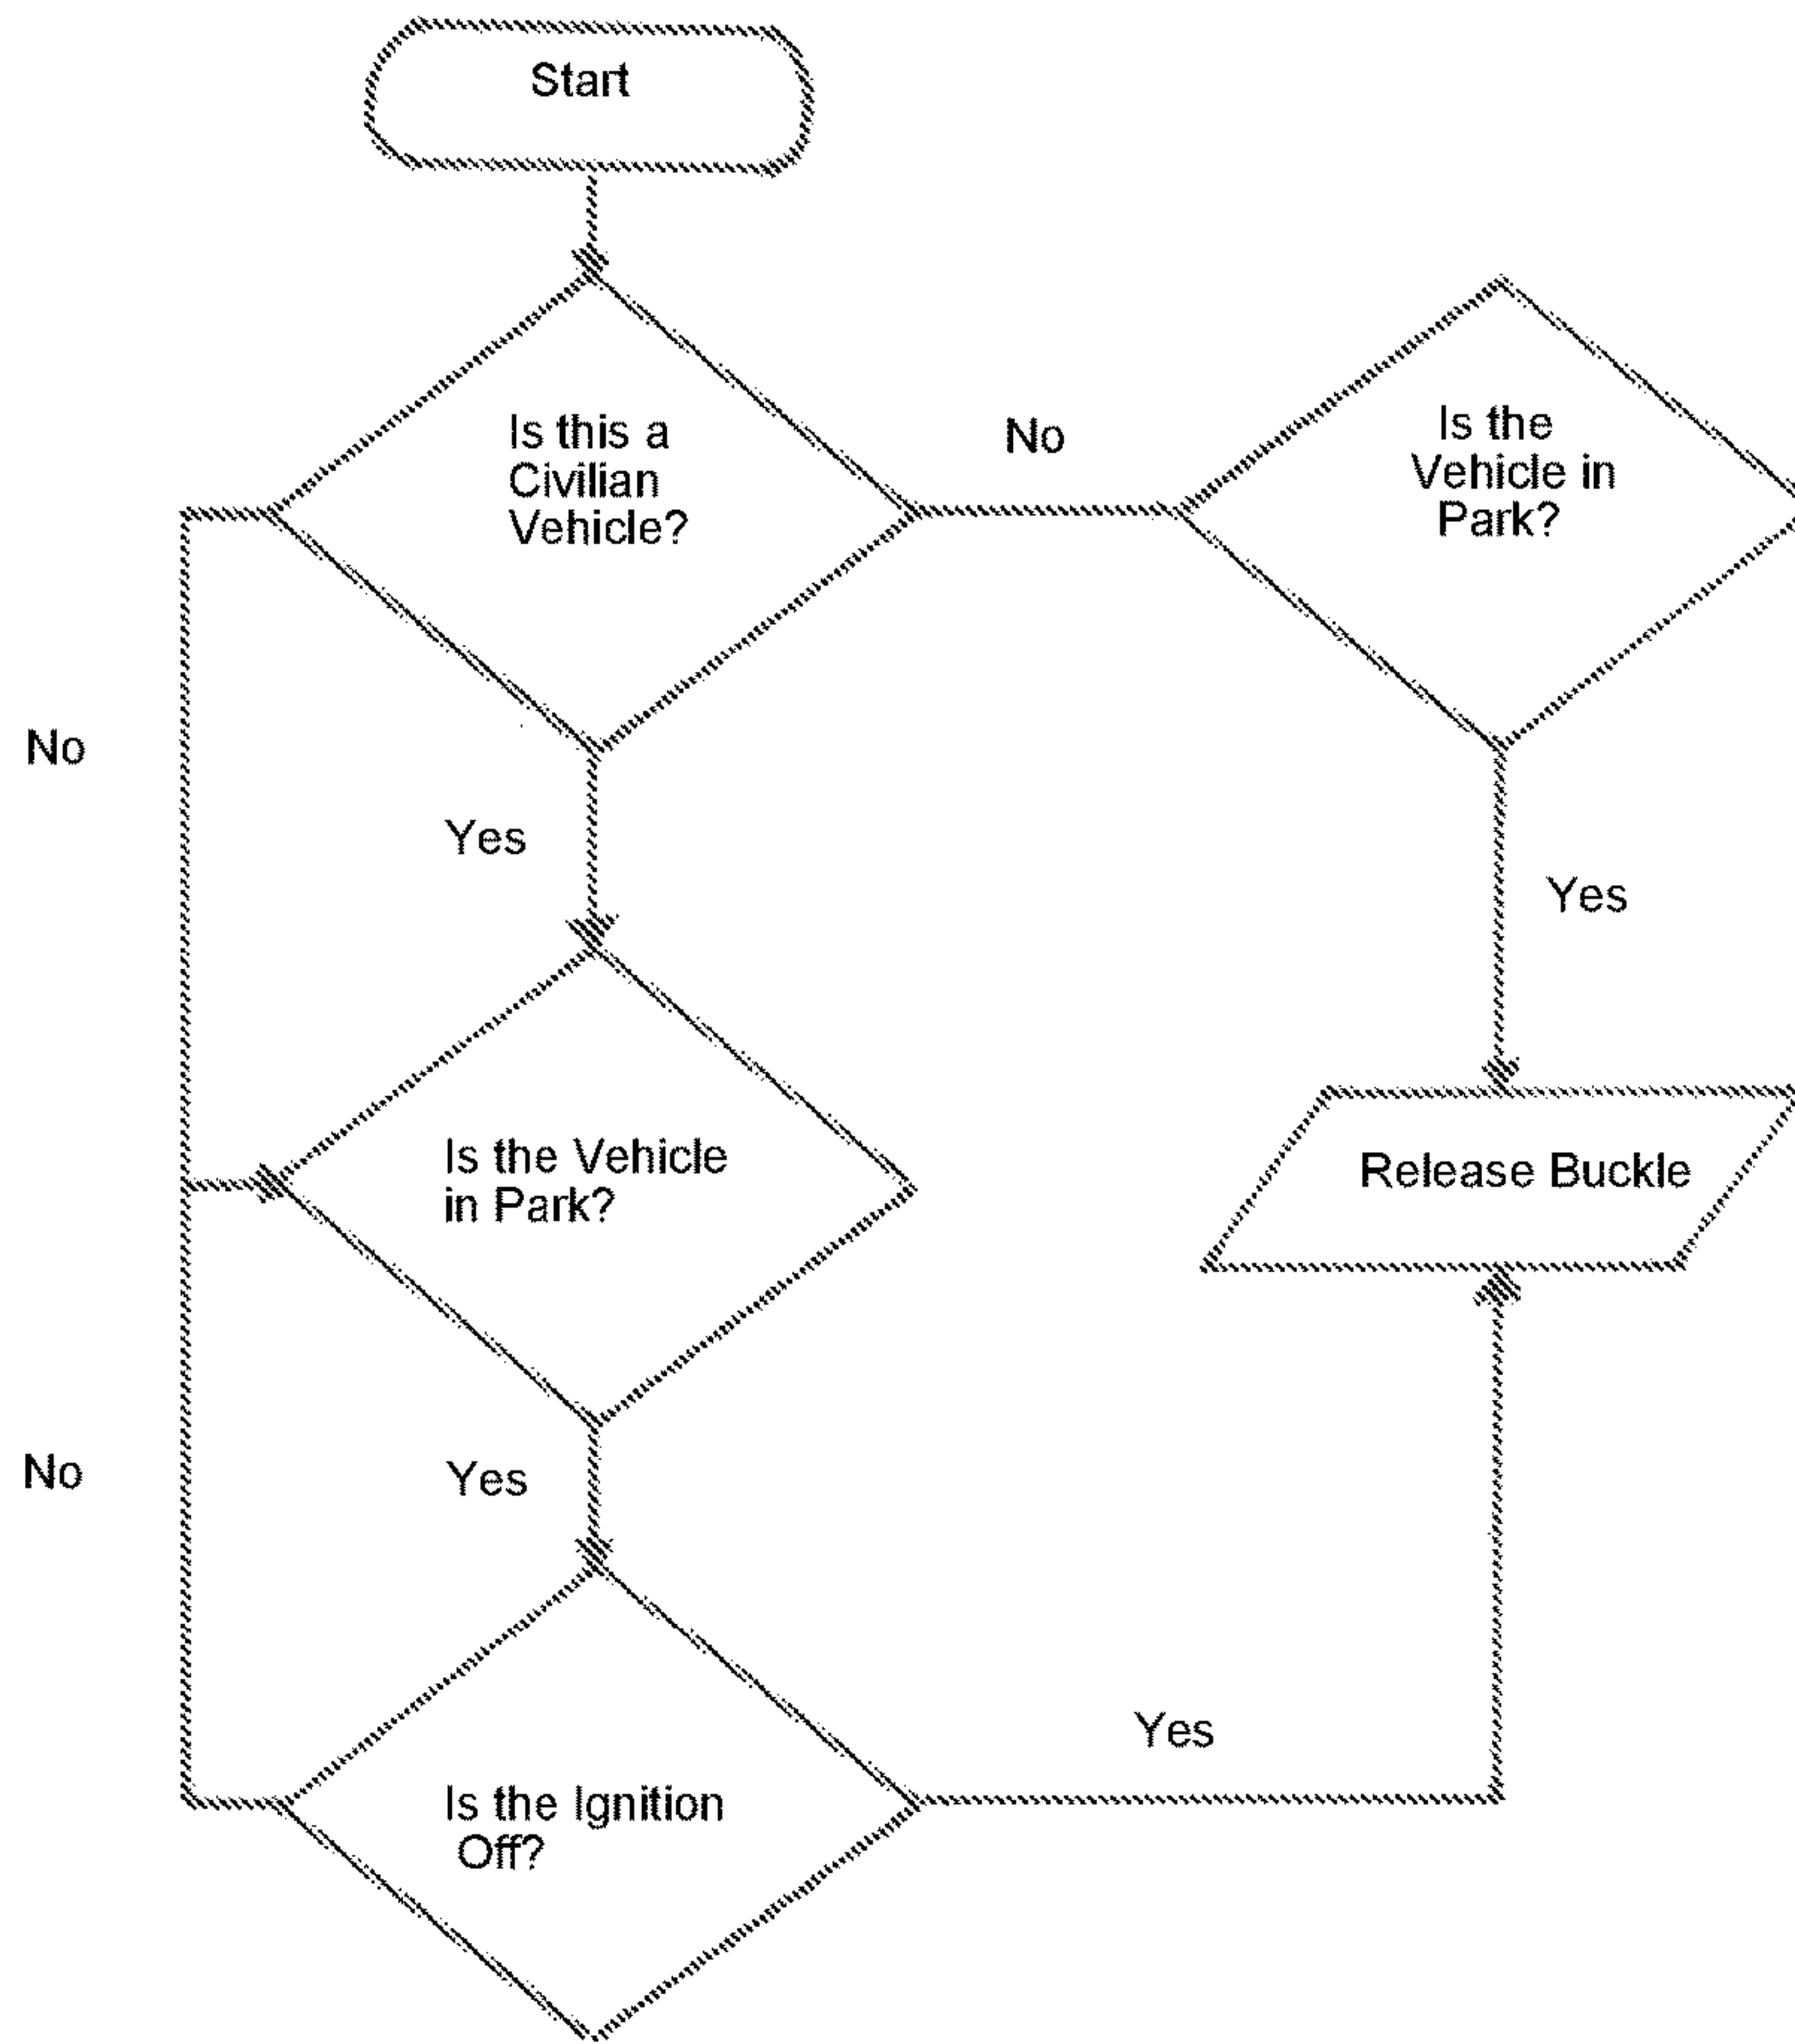 Start
Is this a
Civilian
Vehicle?
No
Is the
Vehicle in
Park?
No
Yes
Yes
Is the Vehicle
in Park?
Release Buckle
No
Yes
Yes
Is the Ignition
Off?